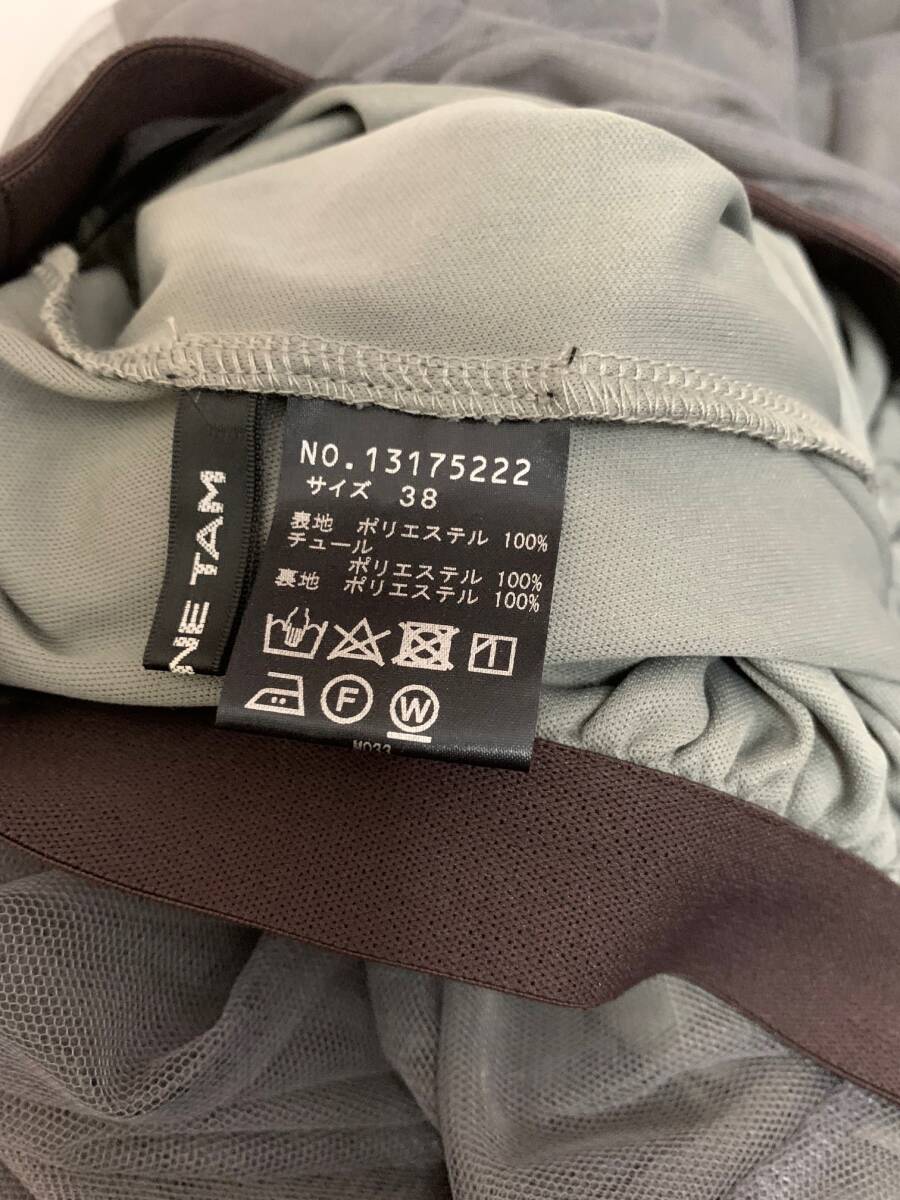 NE TAM
NO.13175222
サイズ 38
表地 ポリエステル 100%
チュール
ポリエステル 100%
裏地 ポリエステル 100%
F
W
M033